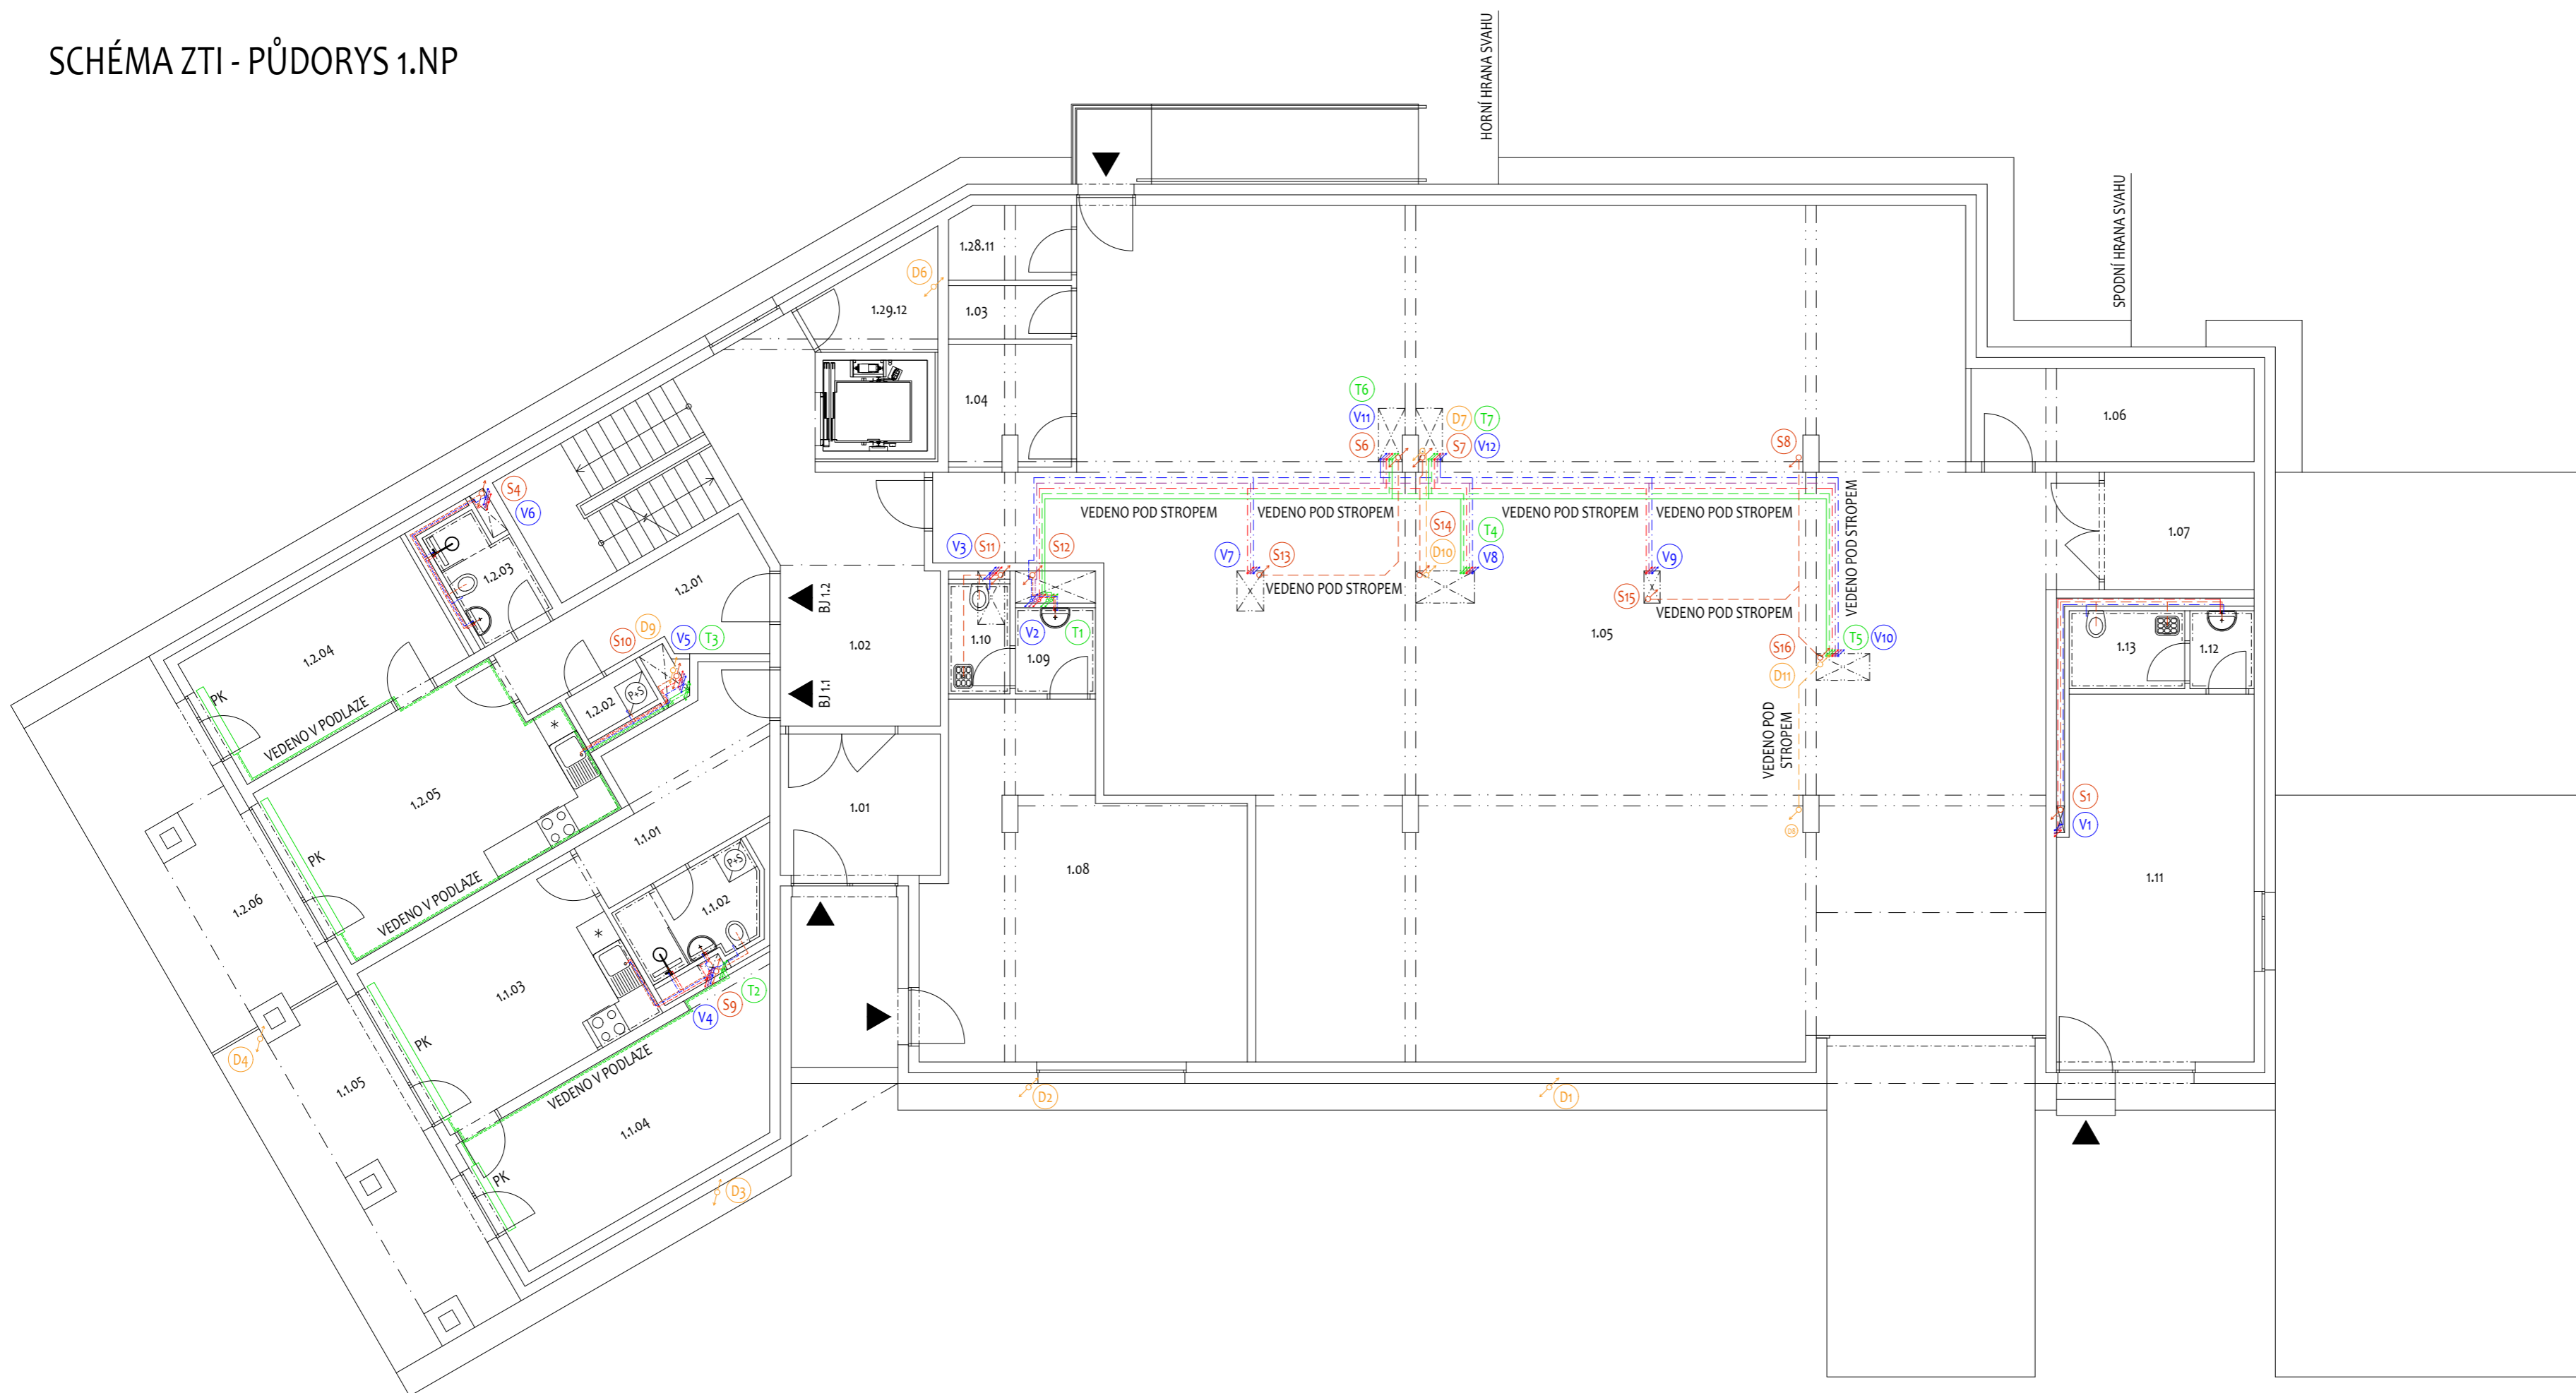 SCHÉMA ZTI - PŮDORYS 1.NP
HORNÍ HRANA SVAHU
SPODNÍ HRANA SVAHU
1.28.11
D6
1.29.12
1.03
1.04
T6
V11
S6
D7
T7
S7
V12
S8
1.06
1.07
S4
V6
1.2.03
1.2.01
VEDENO POD STROPEM
VEDENO POD STROPEM
VEDENO POD STROPEM
VEDENO POD STROPEM
VEDENO POD STROPEM
S14
T4
D10
V8
V3
S11
S12
V7
S13
V9
VEDENO POD STROPEM
S15
VEDENO POD STROPEM
BJ 1.2
1.02
1.10
V2
T1
1.09
1.05
S16
T5
V10
D11
1.13
1.12
S10
D9
V5
T3
1.2.04
P+S
1.2.02
BJ 1.1
PK
VEDENO V PODLAZE
*
VEDENO POD
STROPEM
1.2.05
1.01
1.1.01
D8
S1
V1
PK
P+S
1.08
1.11
1.2.06
VEDENO V PODLAZE
1.1.02
*
1.1.03
T2
S9
V4
PK
D4
1.1.05
VEDENO V PODLAZE
1.1.04
D2
D1
PK
D3